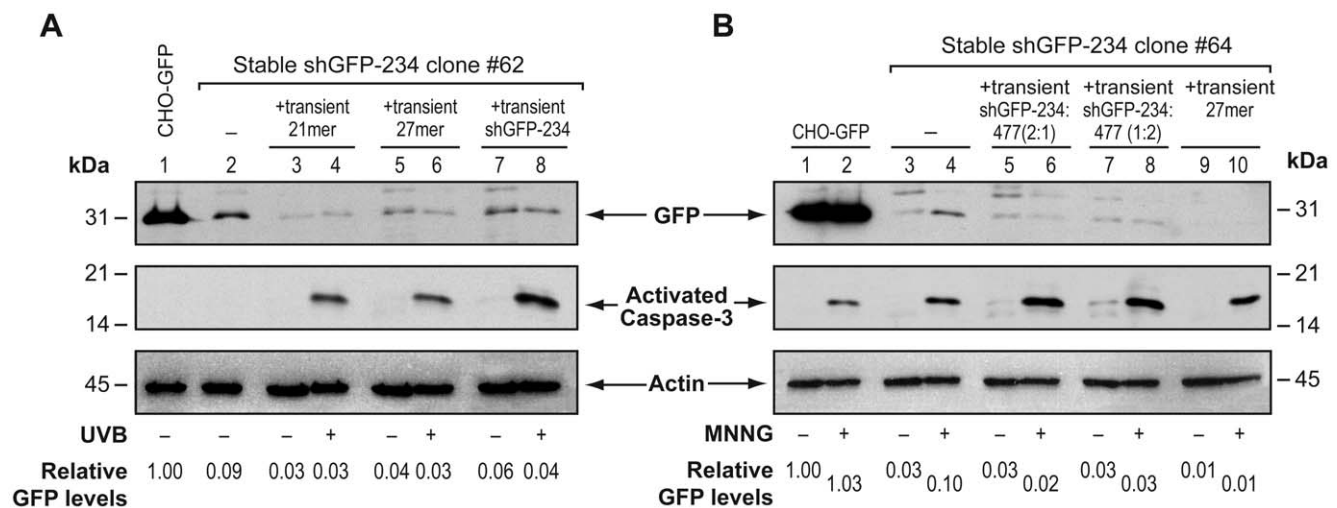 A
B
CHO-GFP
Stable shGFP-234 clone #62
–
+transient
21mer
+transient
27mer
+transient
shGFP-234
kDa
1 2 3 4 5 6 7 8
31 –
21 –
14 –
45 –
UVB – – – + – + – +
Relative
GFP levels
1.00 0.09 0.03 0.03 0.04 0.03 0.06 0.04
GFP
Activated
Caspase-3
Actin
Stable shGFP-234 clone #64
CHO-GFP
–
+transient
shGFP-234:
477(2:1)
+transient
shGFP-234:
477 (1:2)
+transient
27mer
1 2 3 4 5 6 7 8 9 10
kDa
– 31
– 21
– 14
– 45
MNNG – + – + – + – + – +
Relative
GFP levels
1.00 1.03 0.03 0.10 0.03 0.02 0.03 0.03 0.01 0.01